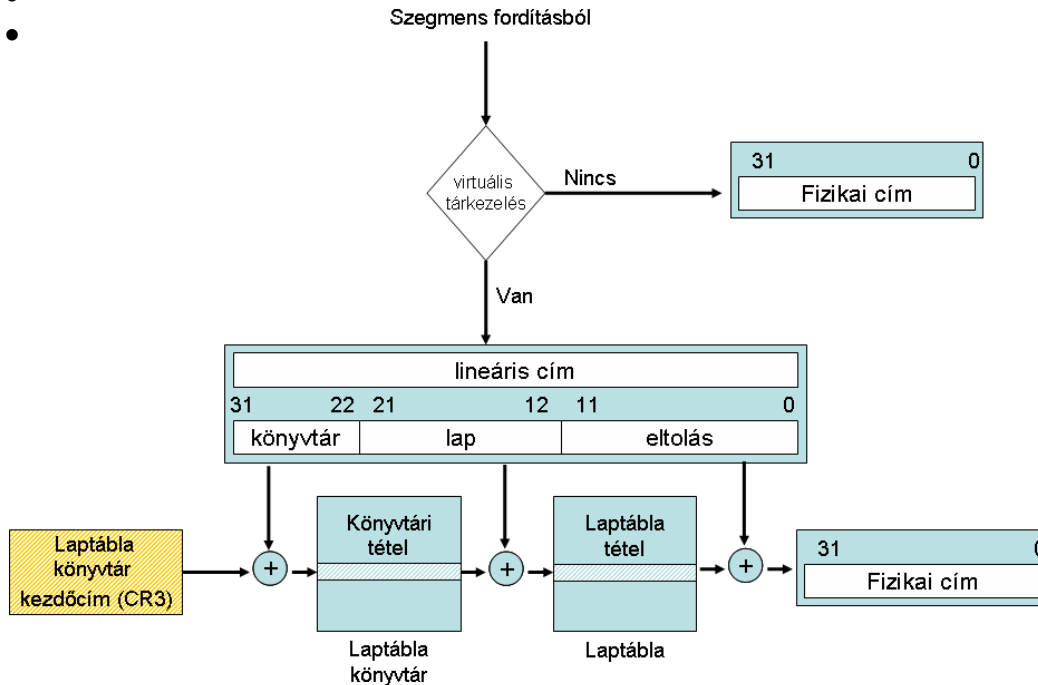 Szegmens fordításból
virtuális
tárkezelés
Nincs
31 0
Fizikai cím
Van
lineáris cím
31 22 21 12 11 0
könyvtár lap eltolás
Laptábla
könyvtár
kezdőcím (CR3)
+
Könyvtári
tétel
+
Laptábla
tétel
+
31 0
Fizikai cím
Laptábla
könyvtár
Laptábla